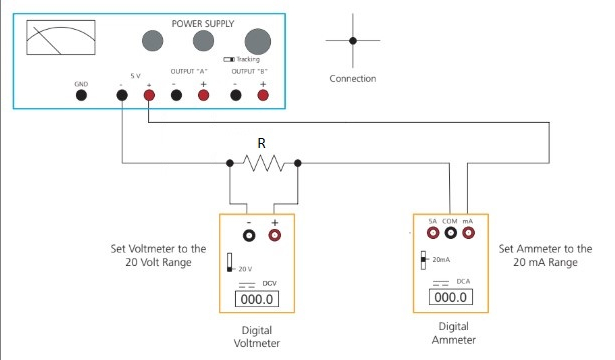 POWER SUPPLY
Tracking
5 V
OUTPUT "A"
OUTPUT "B"
GND
- + - + - +
Connection
R
- +
5A COM mA
Set Voltmeter to the
20 Volt Range
20 V
DCV
000.0
Digital
Voltmeter
20mA
DCA
000.0
Set Ammeter to the
20 mA Range
Digital
Ammeter